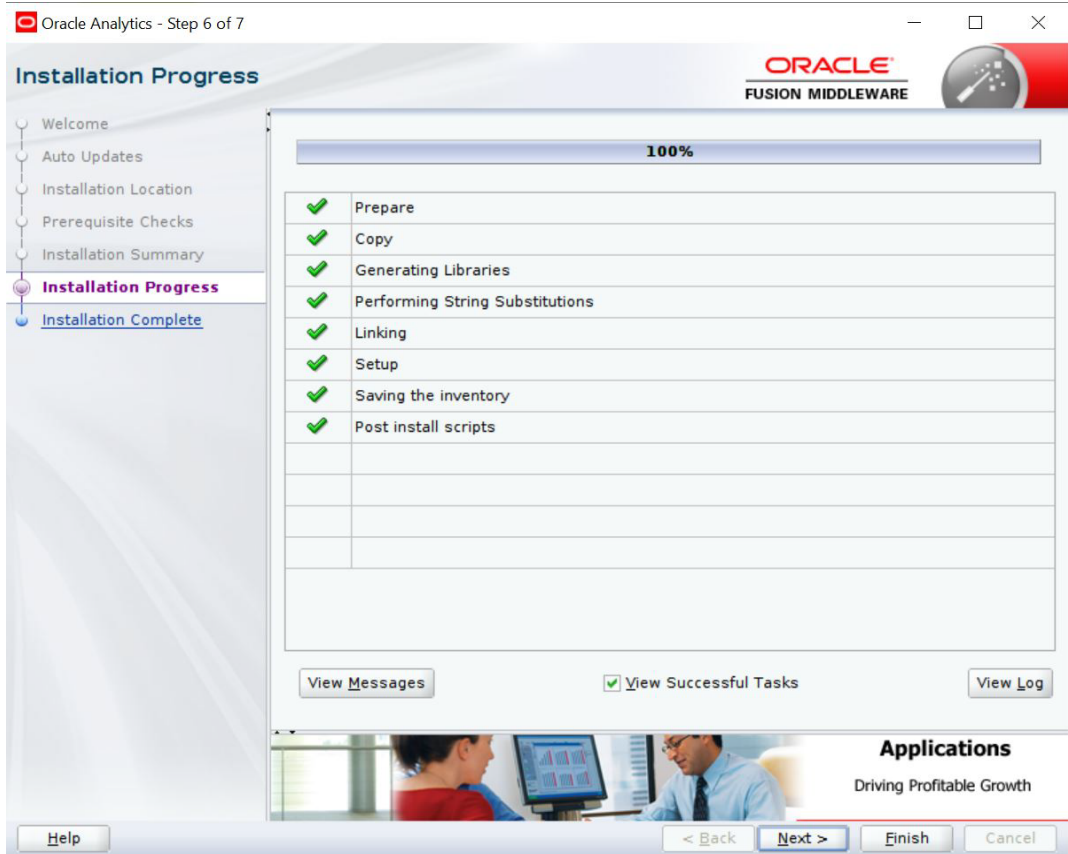 Oracle Analytics - Step 6 of 7
Installation Progress
ORACLE
FUSION MIDDLEWARE
Welcome
Auto Updates
Installation Location
Prerequisite Checks
Installation Summary
Installation Progress
Installation Complete
100%
Prepare
Copy
Generating Libraries
Performing String Substitutions
Linking
Setup
Saving the inventory
Post install scripts
View Messages
View Successful Tasks
View Log
Applications
Driving Profitable Growth
Help
< Back
Next >
Finish
Cancel